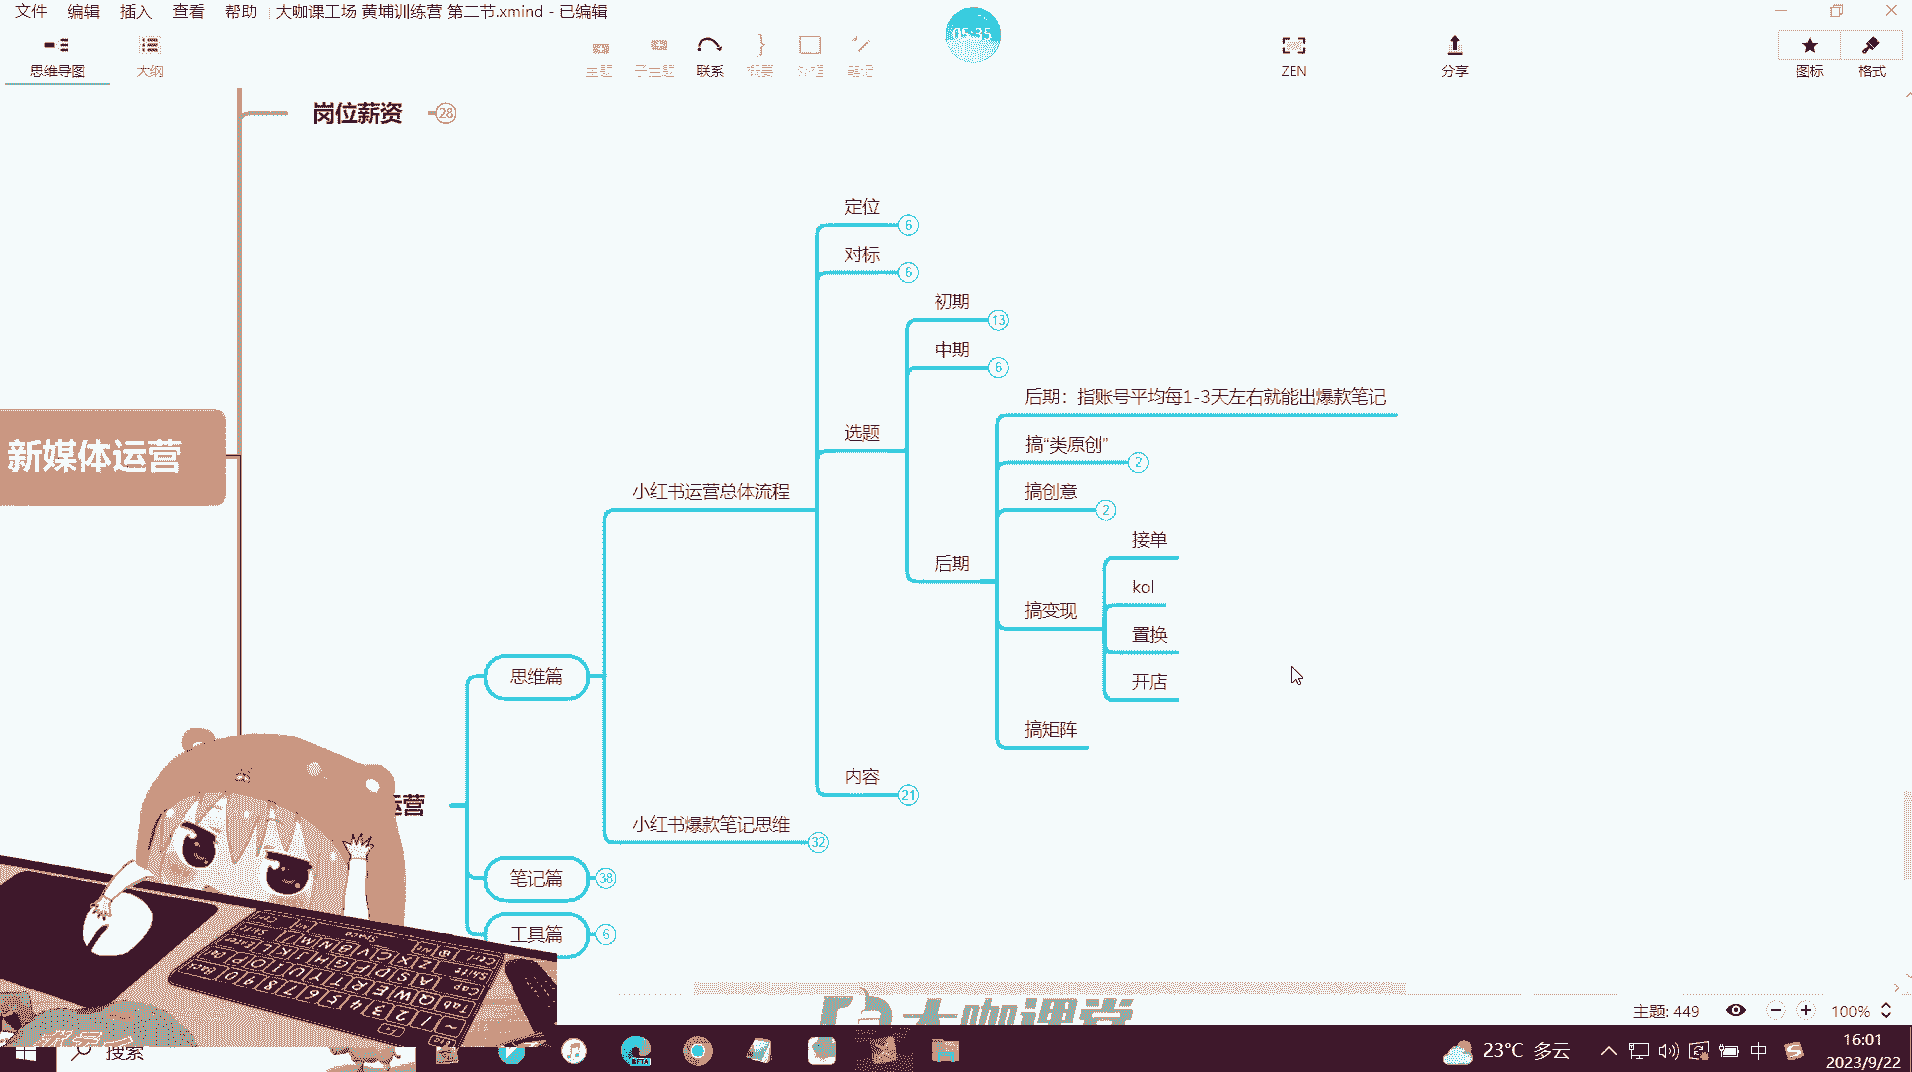 文件 编辑 插入 查看 帮助 大咖课工场 黄埔训练营 第二节.xmind - 已编辑
05:35
思维导图 大纲 主题 子主题 联系 概要 外框 笔记 ZEN 分享 图标 格式
岗位薪资 28
定位 6
对标 6
初期 13
中期 6
后期：指账号平均每1-3天左右就能出爆款笔记
选题
搞“类原创” 2
新媒体运营
小红书运营总体流程
搞创意 2
接单
后期
kol
搞变现
置换
思维篇
开店
搞矩阵
内容 21
运营
小红书爆款笔记思维 32
笔记篇 38
工具篇 6
大咖课堂
主题: 449 100%
搜索
BETA
23°C 多云
中
16:01
2023/9/22